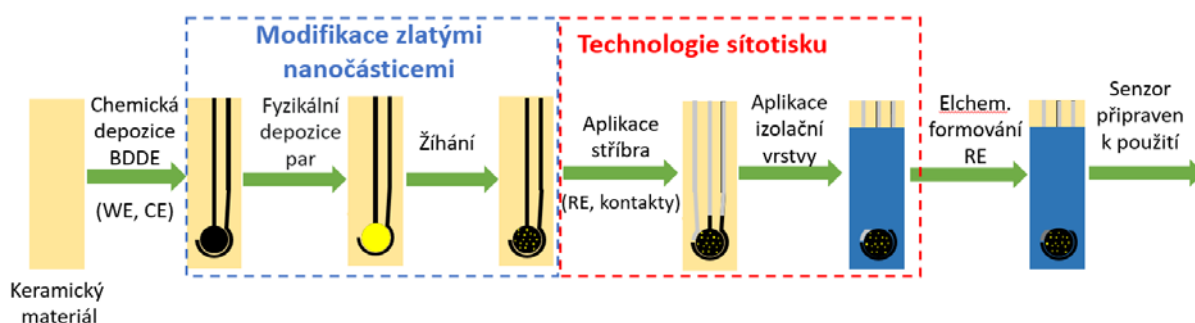 Modifikace zlatými
nanočásticemi
Technologie sítotisku
Chemická
depozice
BDDE
(WE, CE)
Fyzikální
depozice
par
Žíhání
Aplikace
stříbra
(RE, kontakty)
Aplikace
izolační
vrstvy
Elchem.
formování
RE
Senzor
připraven
k použití
Keramický
materiál